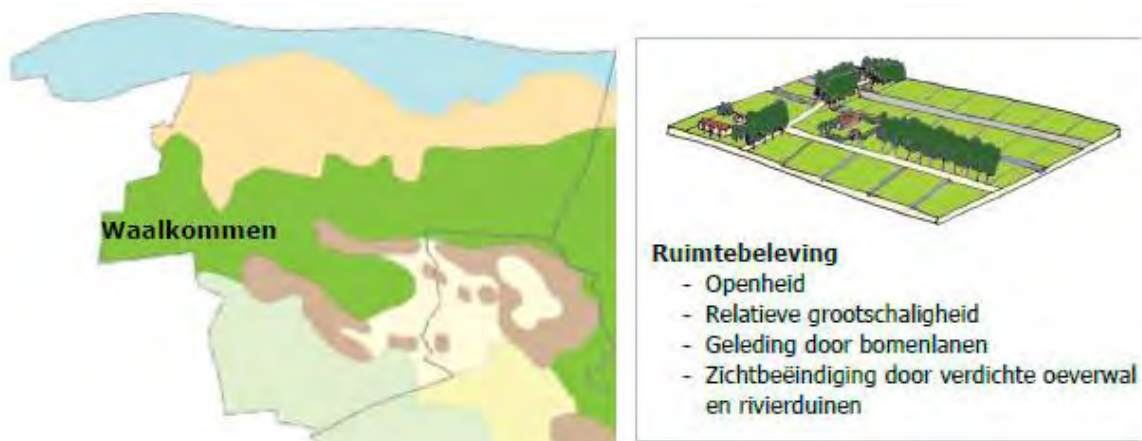 Waalkommen
Ruimtebeleving
- Openheid
- Relatieve grootschaligheid
- Geleding door bomenlanen
- Zichtbeëindiging door verdichte oeverwal
en rivierduinen